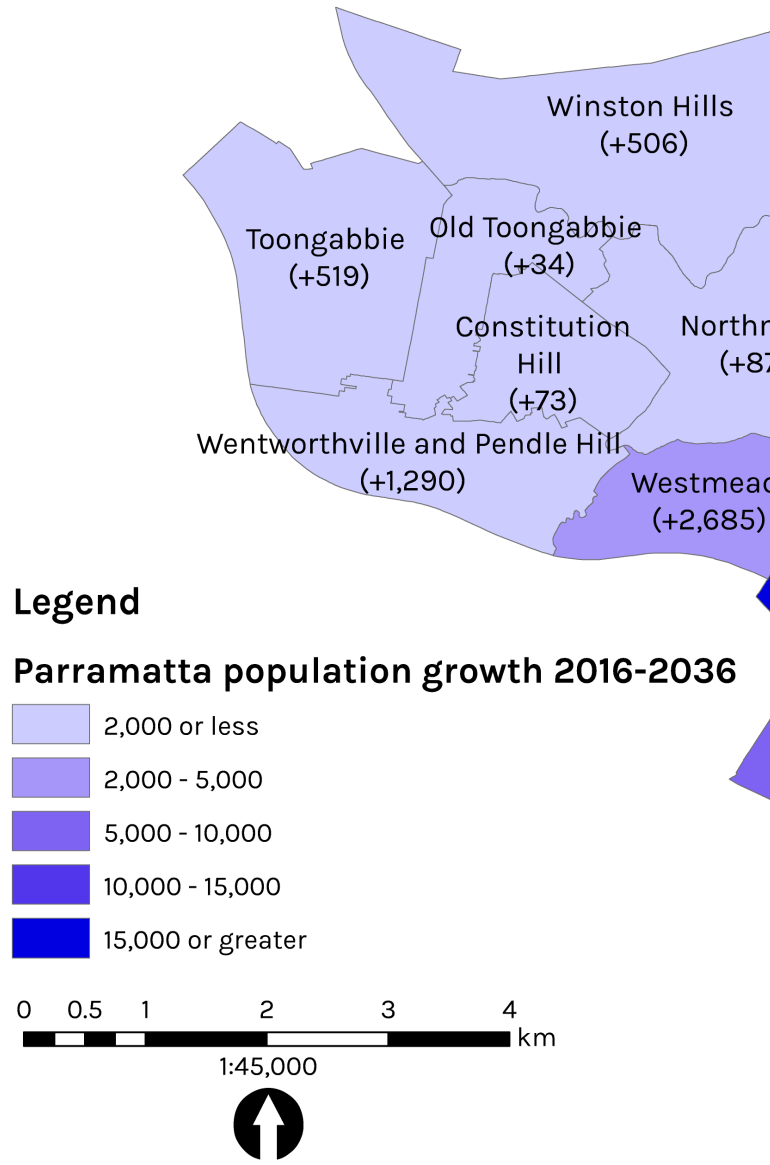 Winston Hills
(+506)
Toongabbie
(+519)
Old Toongabbie
(+34)
Constitution
Hill
(+73)
Wentworthville and Pendle Hill
(+1,290)
Westmead
(+2,685)
Legend
Parramatta population growth 2016-2036
2,000 or less
2,000 - 5,000
5,000 - 10,000
10,000 - 15,000
15,000 or greater
0 0.5 1 2 3 4
km
1:45,000